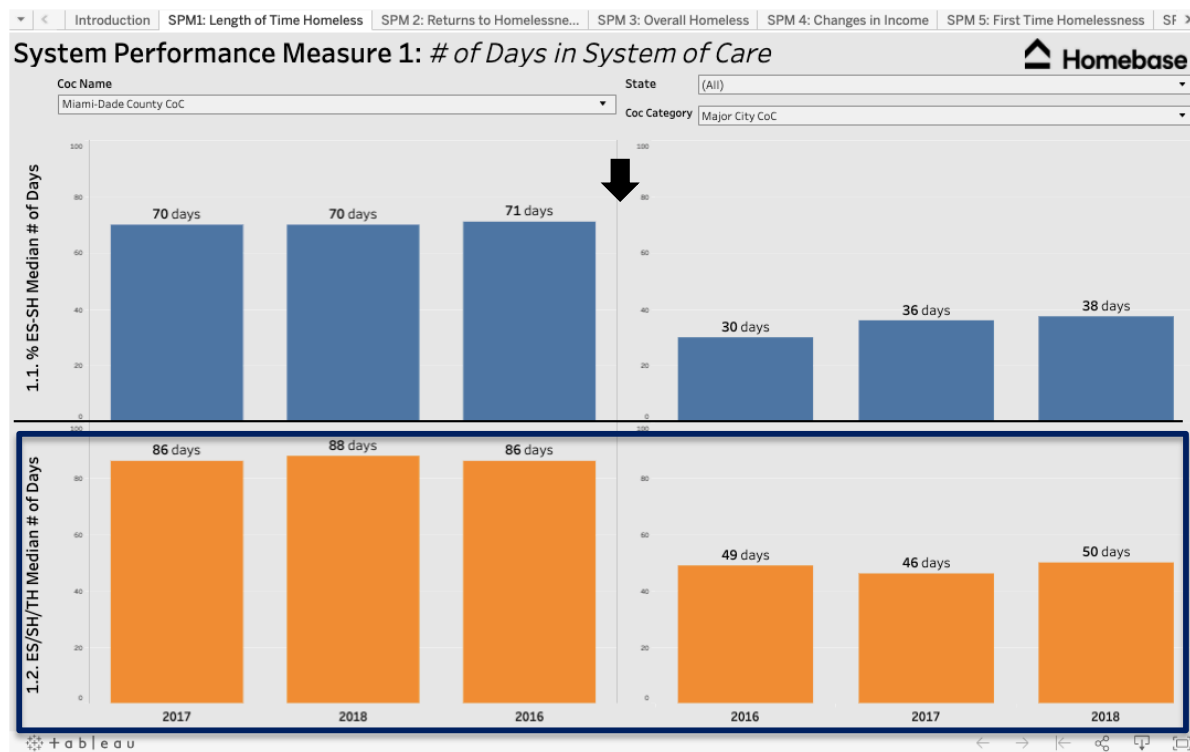 Introduction
SPM1: Length of Time Homeless
SPM 2: Returns to Homelessne...
SPM 3: Overall Homeless
SPM 4: Changes in Income
SPM 5: First Time Homelessness
SF
System Performance Measure 1: # of Days in System of Care
Homebase
Coc Name
Miami-Dade County CoC
State
(All)
Coc Category
Major City CoC
1.1. % ES-SH Median # of Days
100
80
60
40
20
0
70 days
70 days
71 days
100
80
60
40
20
0
30 days
36 days
38 days
1.2. ES/SH/TH Median # of Days
100
80
60
40
20
0
86 days
88 days
86 days
100
80
60
40
20
0
49 days
46 days
50 days
2017
2018
2016
2016
2017
2018
+ableau